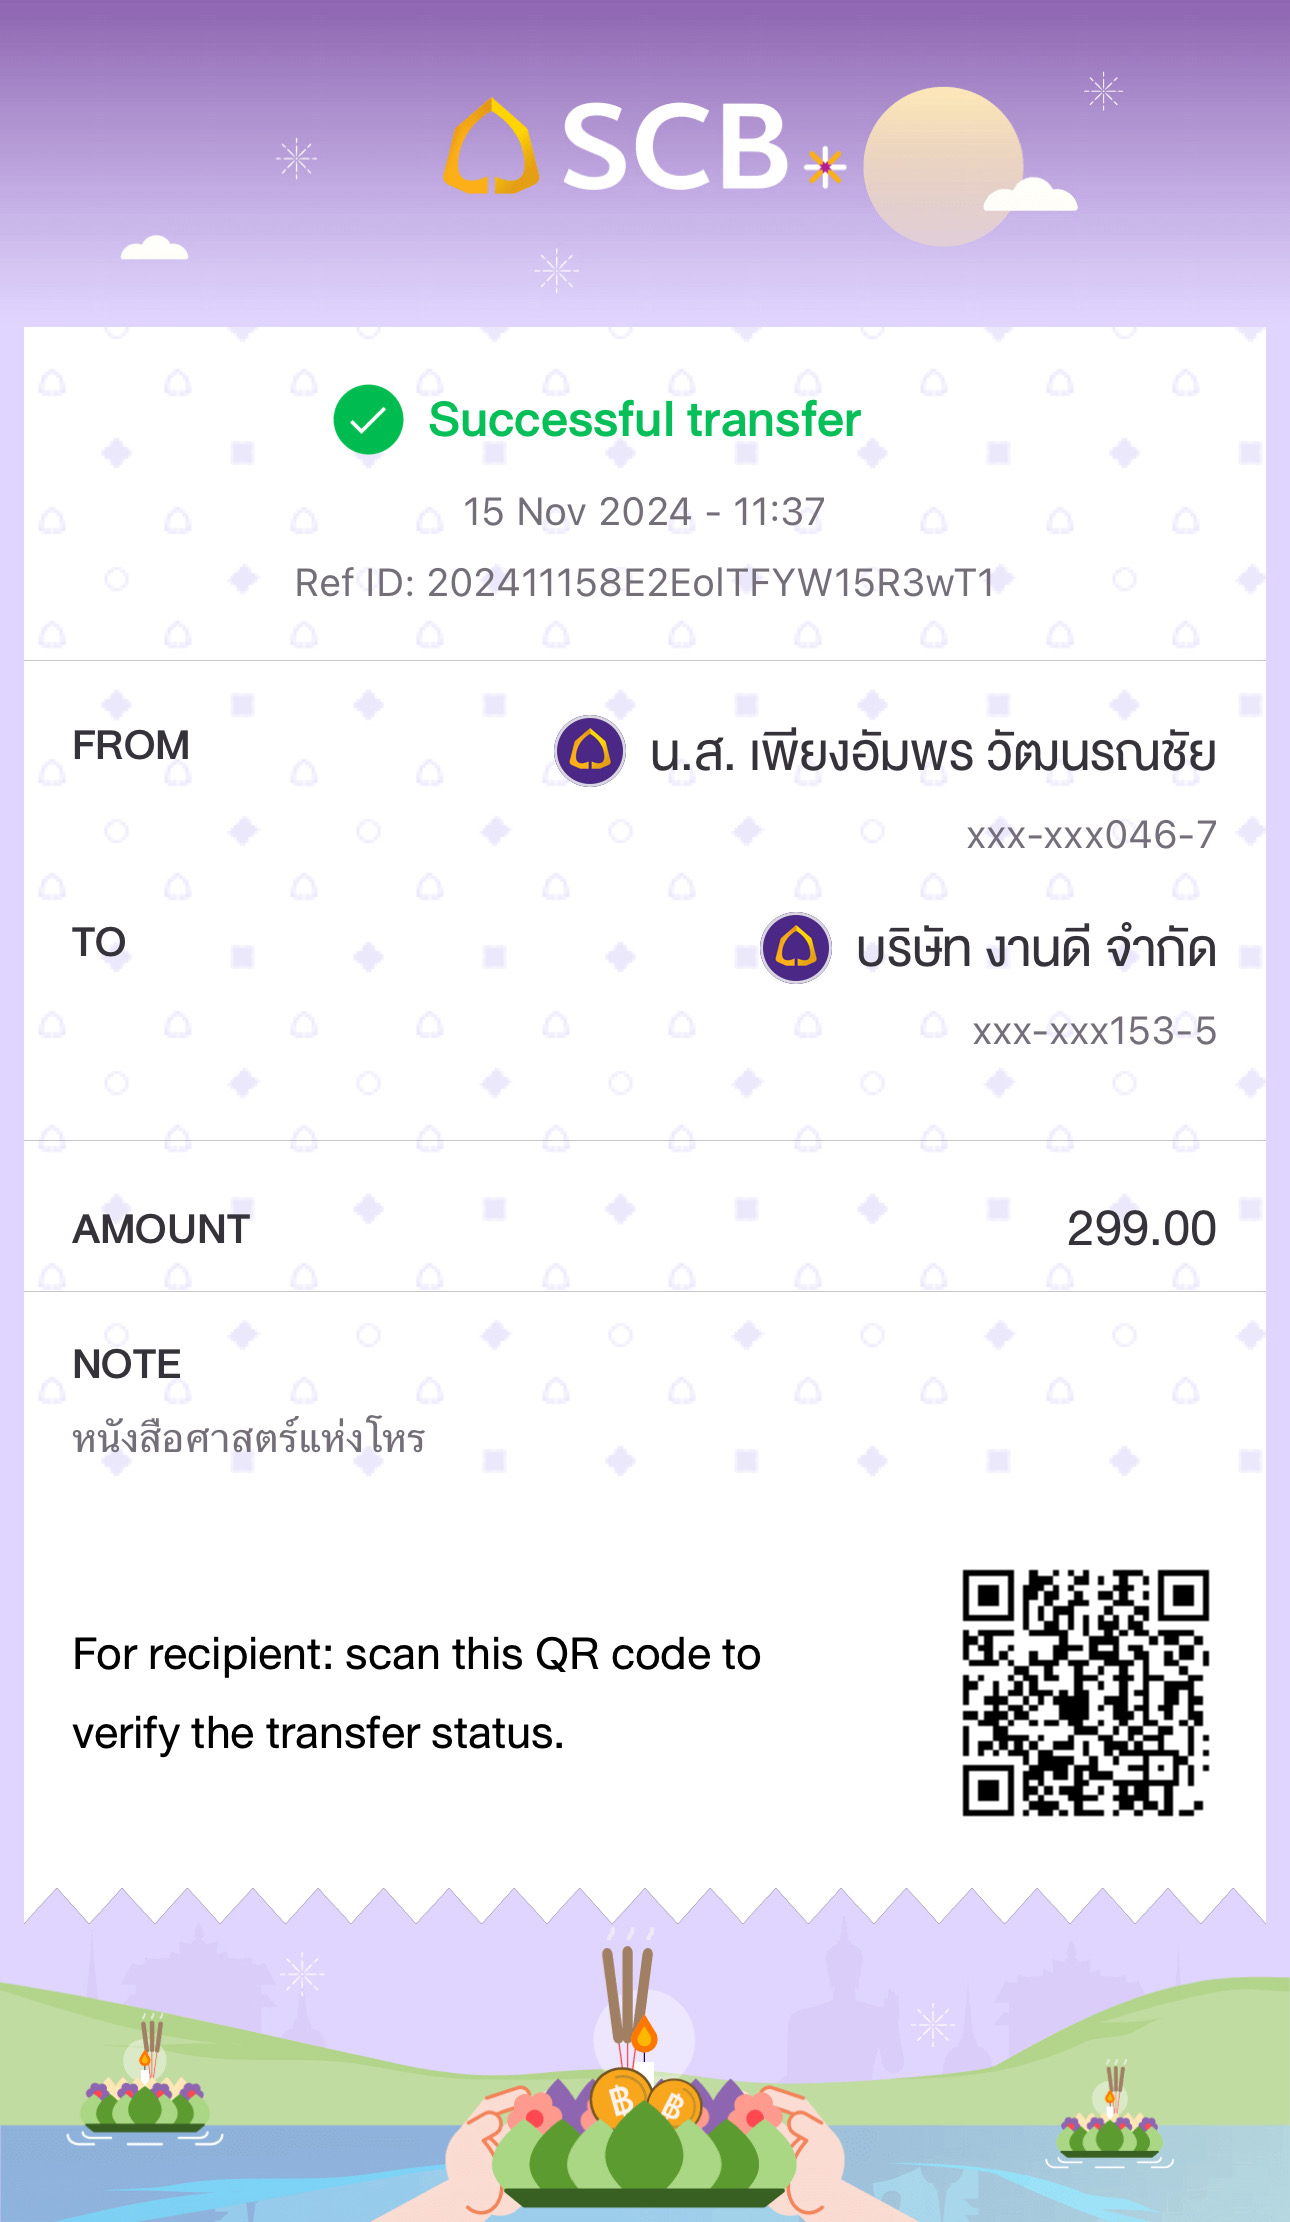 SCB
Successful transfer
15 Nov 2024 - 11:37
Ref ID: 202411158E2EolTFYW15R3wT1
FROM
น.ส. เพียงอัมพร วัฒนรณชัย
xxx-xxx046-7
TO
บริษัท งานดี จำกัด
xxx-xxx153-5
AMOUNT
299.00
NOTE
หนังสือศาสตร์แห่งโหร
For recipient: scan this QR code to
verify the transfer status.
฿ ฿